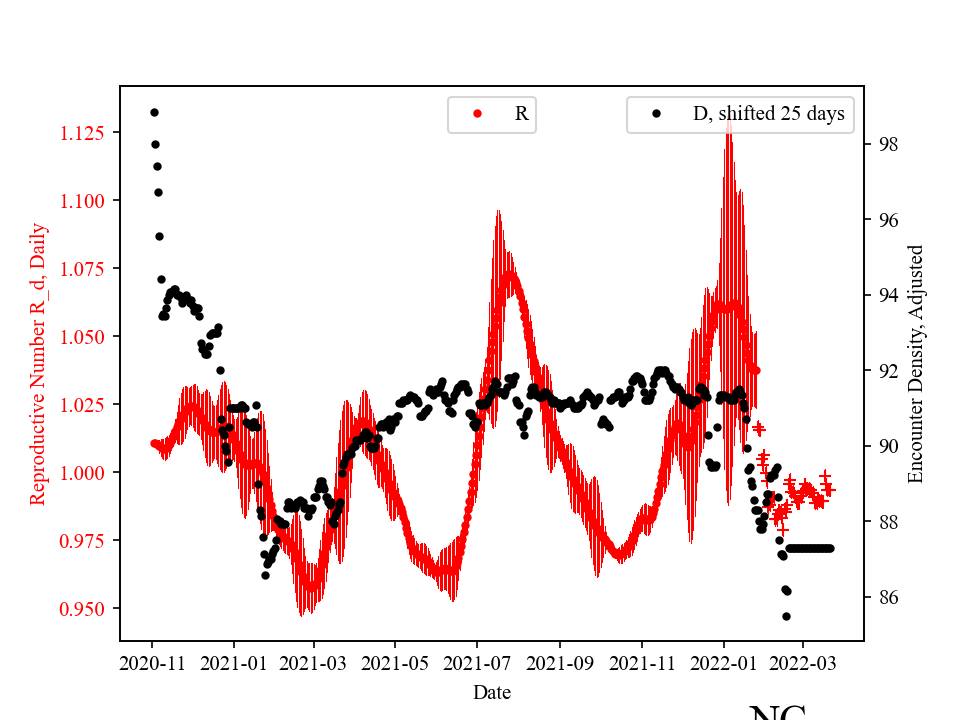 R
D, shifted 25 days
Reproductive Number R_d, Daily
1.125
1.100
1.075
1.050
1.025
1.000
0.975
0.950
98
96
94
92
90
88
86
Encounter Density, Adjusted
2020-11 2021-01 2021-03 2021-05 2021-07 2021-09 2021-11 2022-01 2022-03
Date
NC